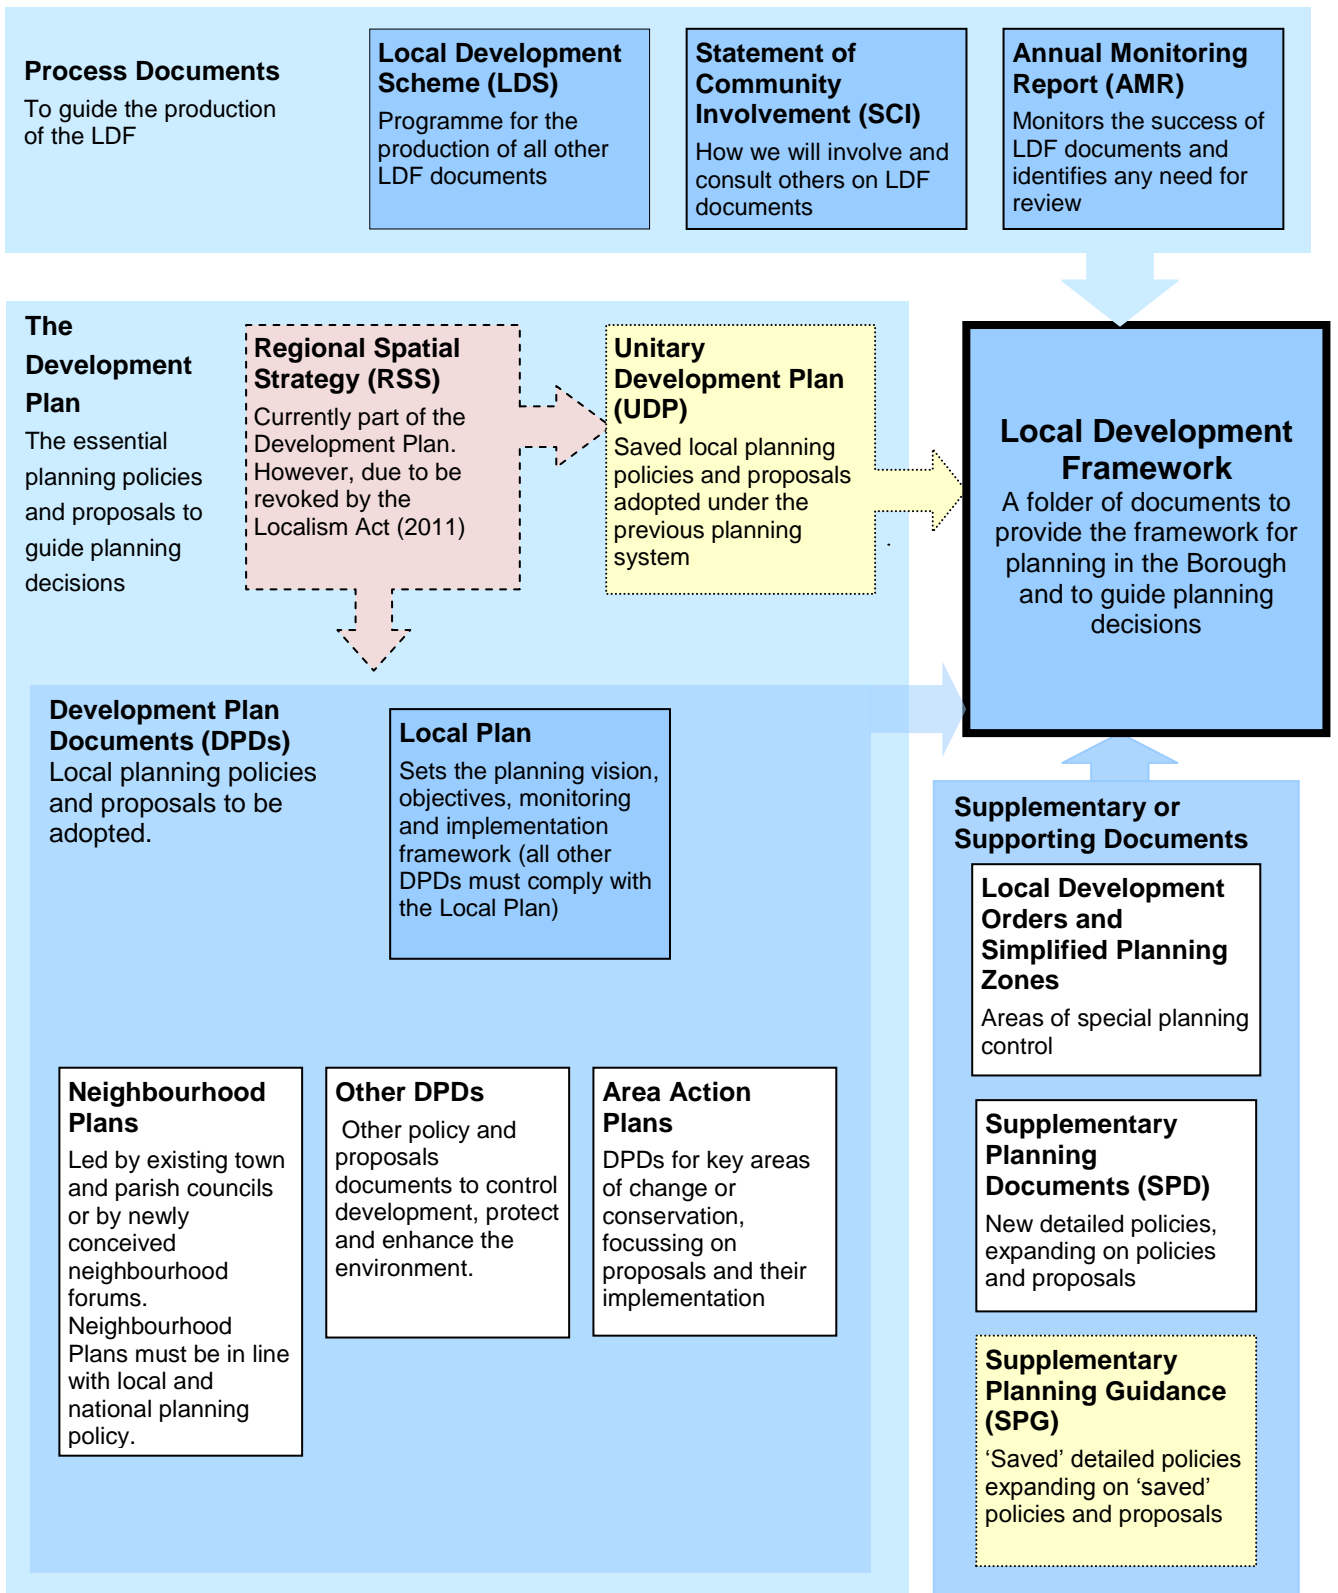 Process Documents
To guide the production
of the LDF
Local Development
Scheme (LDS)
Programme for the
production of all other
LDF documents
Statement of
Community
Involvement (SCI)
How we will involve and
consult others on LDF
documents
Annual Monitoring
Report (AMR)
Monitors the success of
LDF documents and
identifies any need for
review
The
Development
Plan
The essential
planning policies
and proposals to
guide planning
decisions
Regional Spatial
Strategy (RSS)
Currently part of the
Development Plan.
However, due to be
revoked by the
Localism Act (2011)
Unitary
Development Plan
(UDP)
Saved local planning
policies and proposals
adopted under the
previous planning
system
.
Local Development
Framework
A folder of documents to
provide the framework for
planning in the Borough
and to guide planning
decisions
Development Plan
Documents (DPDs)
Local planning policies
and proposals to be
adopted.
Local Plan
Sets the planning vision,
objectives, monitoring
and implementation
framework (all other
DPDs must comply with
the Local Plan)
Neighbourhood
Plans
Led by existing town
and parish councils
or by newly
conceived
neighbourhood
forums.
Neighbourhood
Plans must be in line
with local and
national planning
policy.
Other DPDs
Other policy and
proposals
documents to control
development, protect
and enhance the
environment.
Area Action
Plans
DPDs for key areas
of change or
conservation,
focussing on
proposals and their
implementation
Supplementary or
Supporting Documents
Local Development
Orders and
Simplified Planning
Zones
Areas of special planning
control
Supplementary
Planning
Documents (SPD)
New detailed policies,
expanding on policies
and proposals
Supplementary
Planning Guidance
(SPG)
‘Saved’ detailed policies
expanding on ‘saved’
policies and proposals